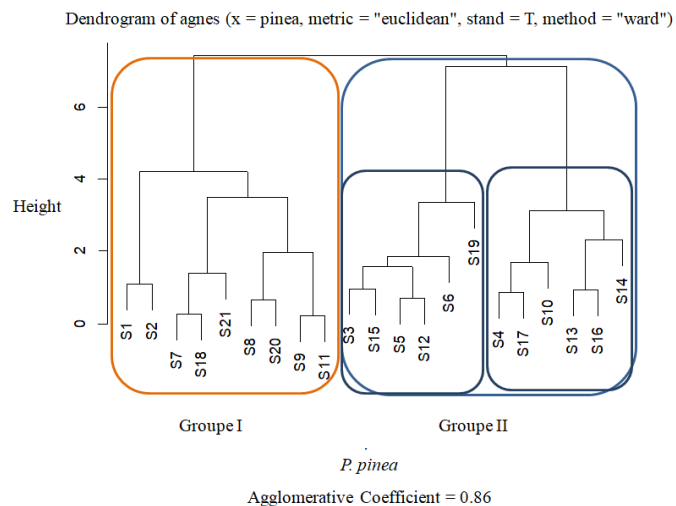 Dendrogram of agnes (x = pinea, metric = "euclidean", stand = T, method = "ward")
6
4
Height
2
0
S1
S2
S7
S18
S21
S8
S20
S9
S11
S3
S15
S5
S12
S6
S19
S4
S17
S10
S13
S16
S14
Groupe I
Groupe II
P. pinea
Agglomerative Coefficient = 0.86